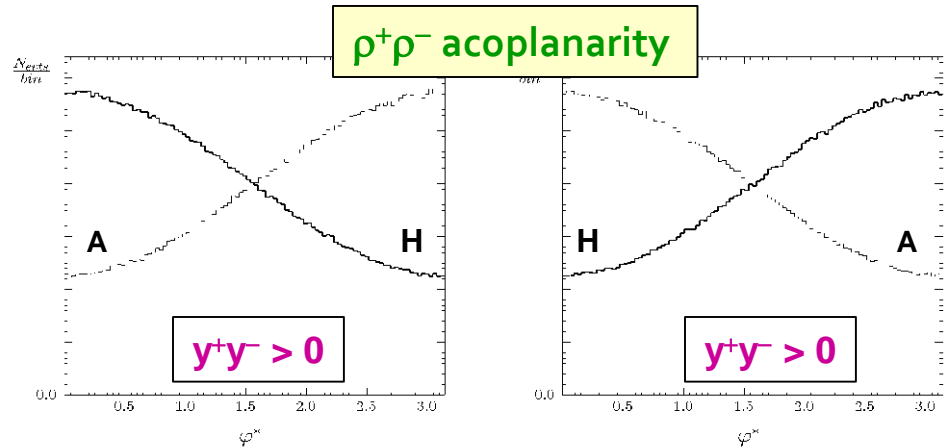 ρ⁺ρ⁻ acoplanarity
N_evts
bin
A
H
y⁺y⁻ > 0
0.0
0.5
1.0
1.5
2.0
2.5
3.0
φ*
bin
H
A
y⁺y⁻ > 0
0.0
0.5
1.0
1.5
2.0
2.5
3.0
φ*